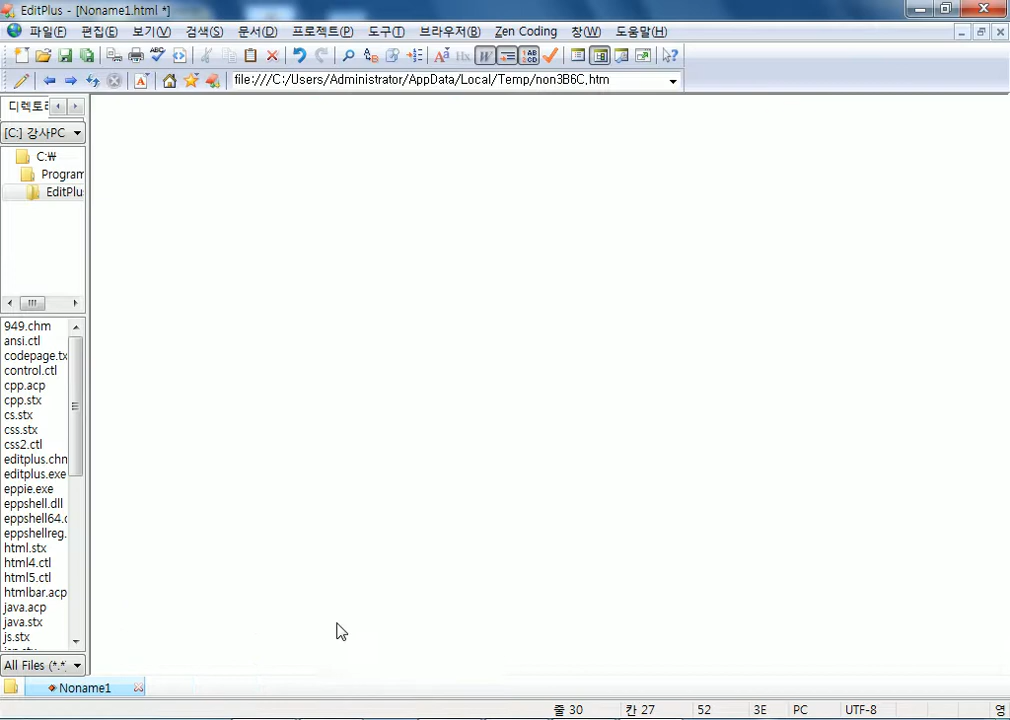 EditPlus - [Noname1.html *]
파일(F) 편집(E) 보기(V) 검색(S) 문서(D) 프로젝트(P) 도구(T) 브라우저(B) Zen Coding 창(W) 도움말(H)
file:///C:/Users/Administrator/AppData/Local/Temp/non3B6C.htm
디렉토리
[C:] 강사PC
C:₩
Program
EditPlu
949.chm
ansi.ctl
codepage.tx
control.ctl
cpp.acp
cpp.stx
cs.stx
css.stx
css2.ctl
editplus.chn
editplus.exe
eppie.exe
eppshell.dll
eppshell64.d
eppshellreg.
html.stx
html4.ctl
html5.ctl
htmlbar.acp
java.acp
java.stx
js.stx
All Files (*.*)
Noname1
줄 30 칸 27 52 3E PC UTF-8 영